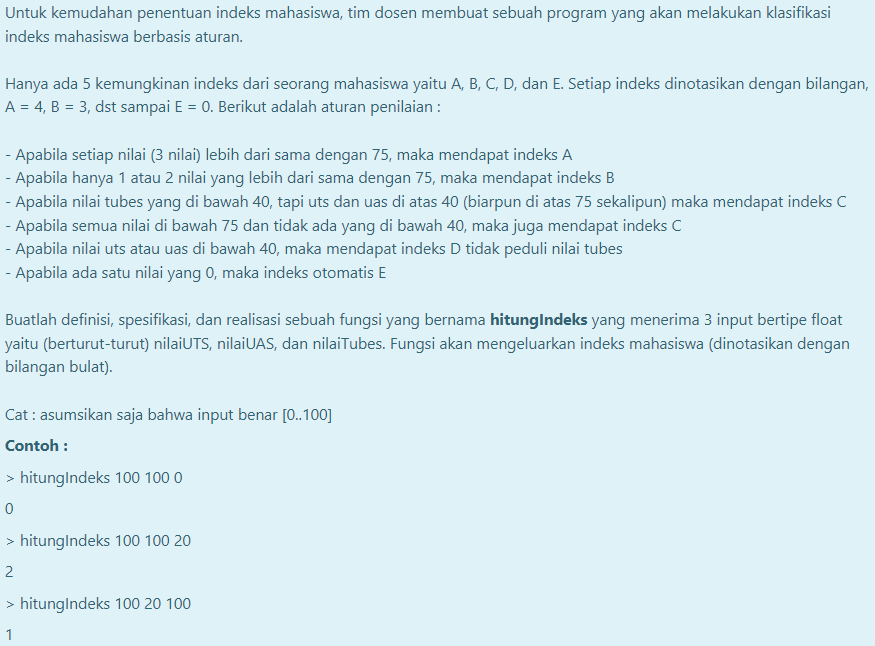 Untuk kemudahan penentuan indeks mahasiswa, tim dosen membuat sebuah program yang akan melakukan klasifikasi
indeks mahasiswa berbasis aturan.
Hanya ada 5 kemungkinan indeks dari seorang mahasiswa yaitu A, B, C, D, dan E. Setiap indeks dinotasikan dengan bilangan,
A = 4, B = 3, dst sampai E = 0. Berikut adalah aturan penilaian :
- Apabila setiap nilai (3 nilai) lebih dari sama dengan 75, maka mendapat indeks A
- Apabila hanya 1 atau 2 nilai yang lebih dari sama dengan 75, maka mendapat indeks B
- Apabila nilai tubes yang di bawah 40, tapi uts dan uas di atas 40 (biarpun di atas 75 sekalipun) maka mendapat indeks C
- Apabila semua nilai di bawah 75 dan tidak ada yang di bawah 40, maka juga mendapat indeks C
- Apabila nilai uts atau uas di bawah 40, maka mendapat indeks D tidak peduli nilai tubes
- Apabila ada satu nilai yang 0, maka indeks otomatis E
Buatlah definisi, spesifikasi, dan realisasi sebuah fungsi yang bernama hitungIndeks yang menerima 3 input bertipe float
yaitu (berturut-turut) nilaiUTS, nilaiUAS, dan nilaiTubes. Fungsi akan mengeluarkan indeks mahasiswa (dinotasikan dengan
bilangan bulat).
Cat : asumsikan saja bahwa input benar [0..100]
Contoh :
> hitungIndeks 100 100 0
0
> hitungIndeks 100 100 20
2
> hitungIndeks 100 20 100
1